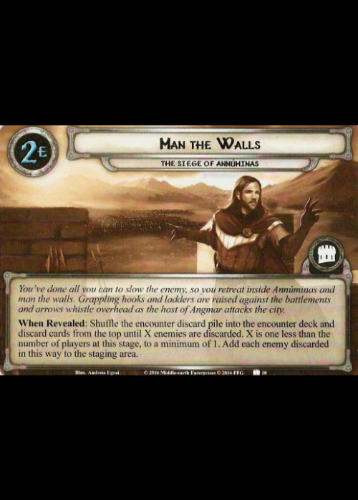 2E
MAN THE WALLS
THE SIEGE OF ANNÚMINAS
You've done all you can to slow the enemy, so you retreat inside Annúminas and
man the walls. Grappling hooks and ladders are raised against the battlements
and arrows whistle overhead as the host of Angmar attacks the city.
When Revealed: Shuffle the encounter discard pile into the encounter deck and
discard cards from the top until X enemies are discarded. X is one less than the
number of players at this stage, to a minimum of 1. Add each enemy discarded
in this way to the staging area.
Illus. Andreia Ugrai © 2016 Middle-earth Enterprises © 2016 FFG